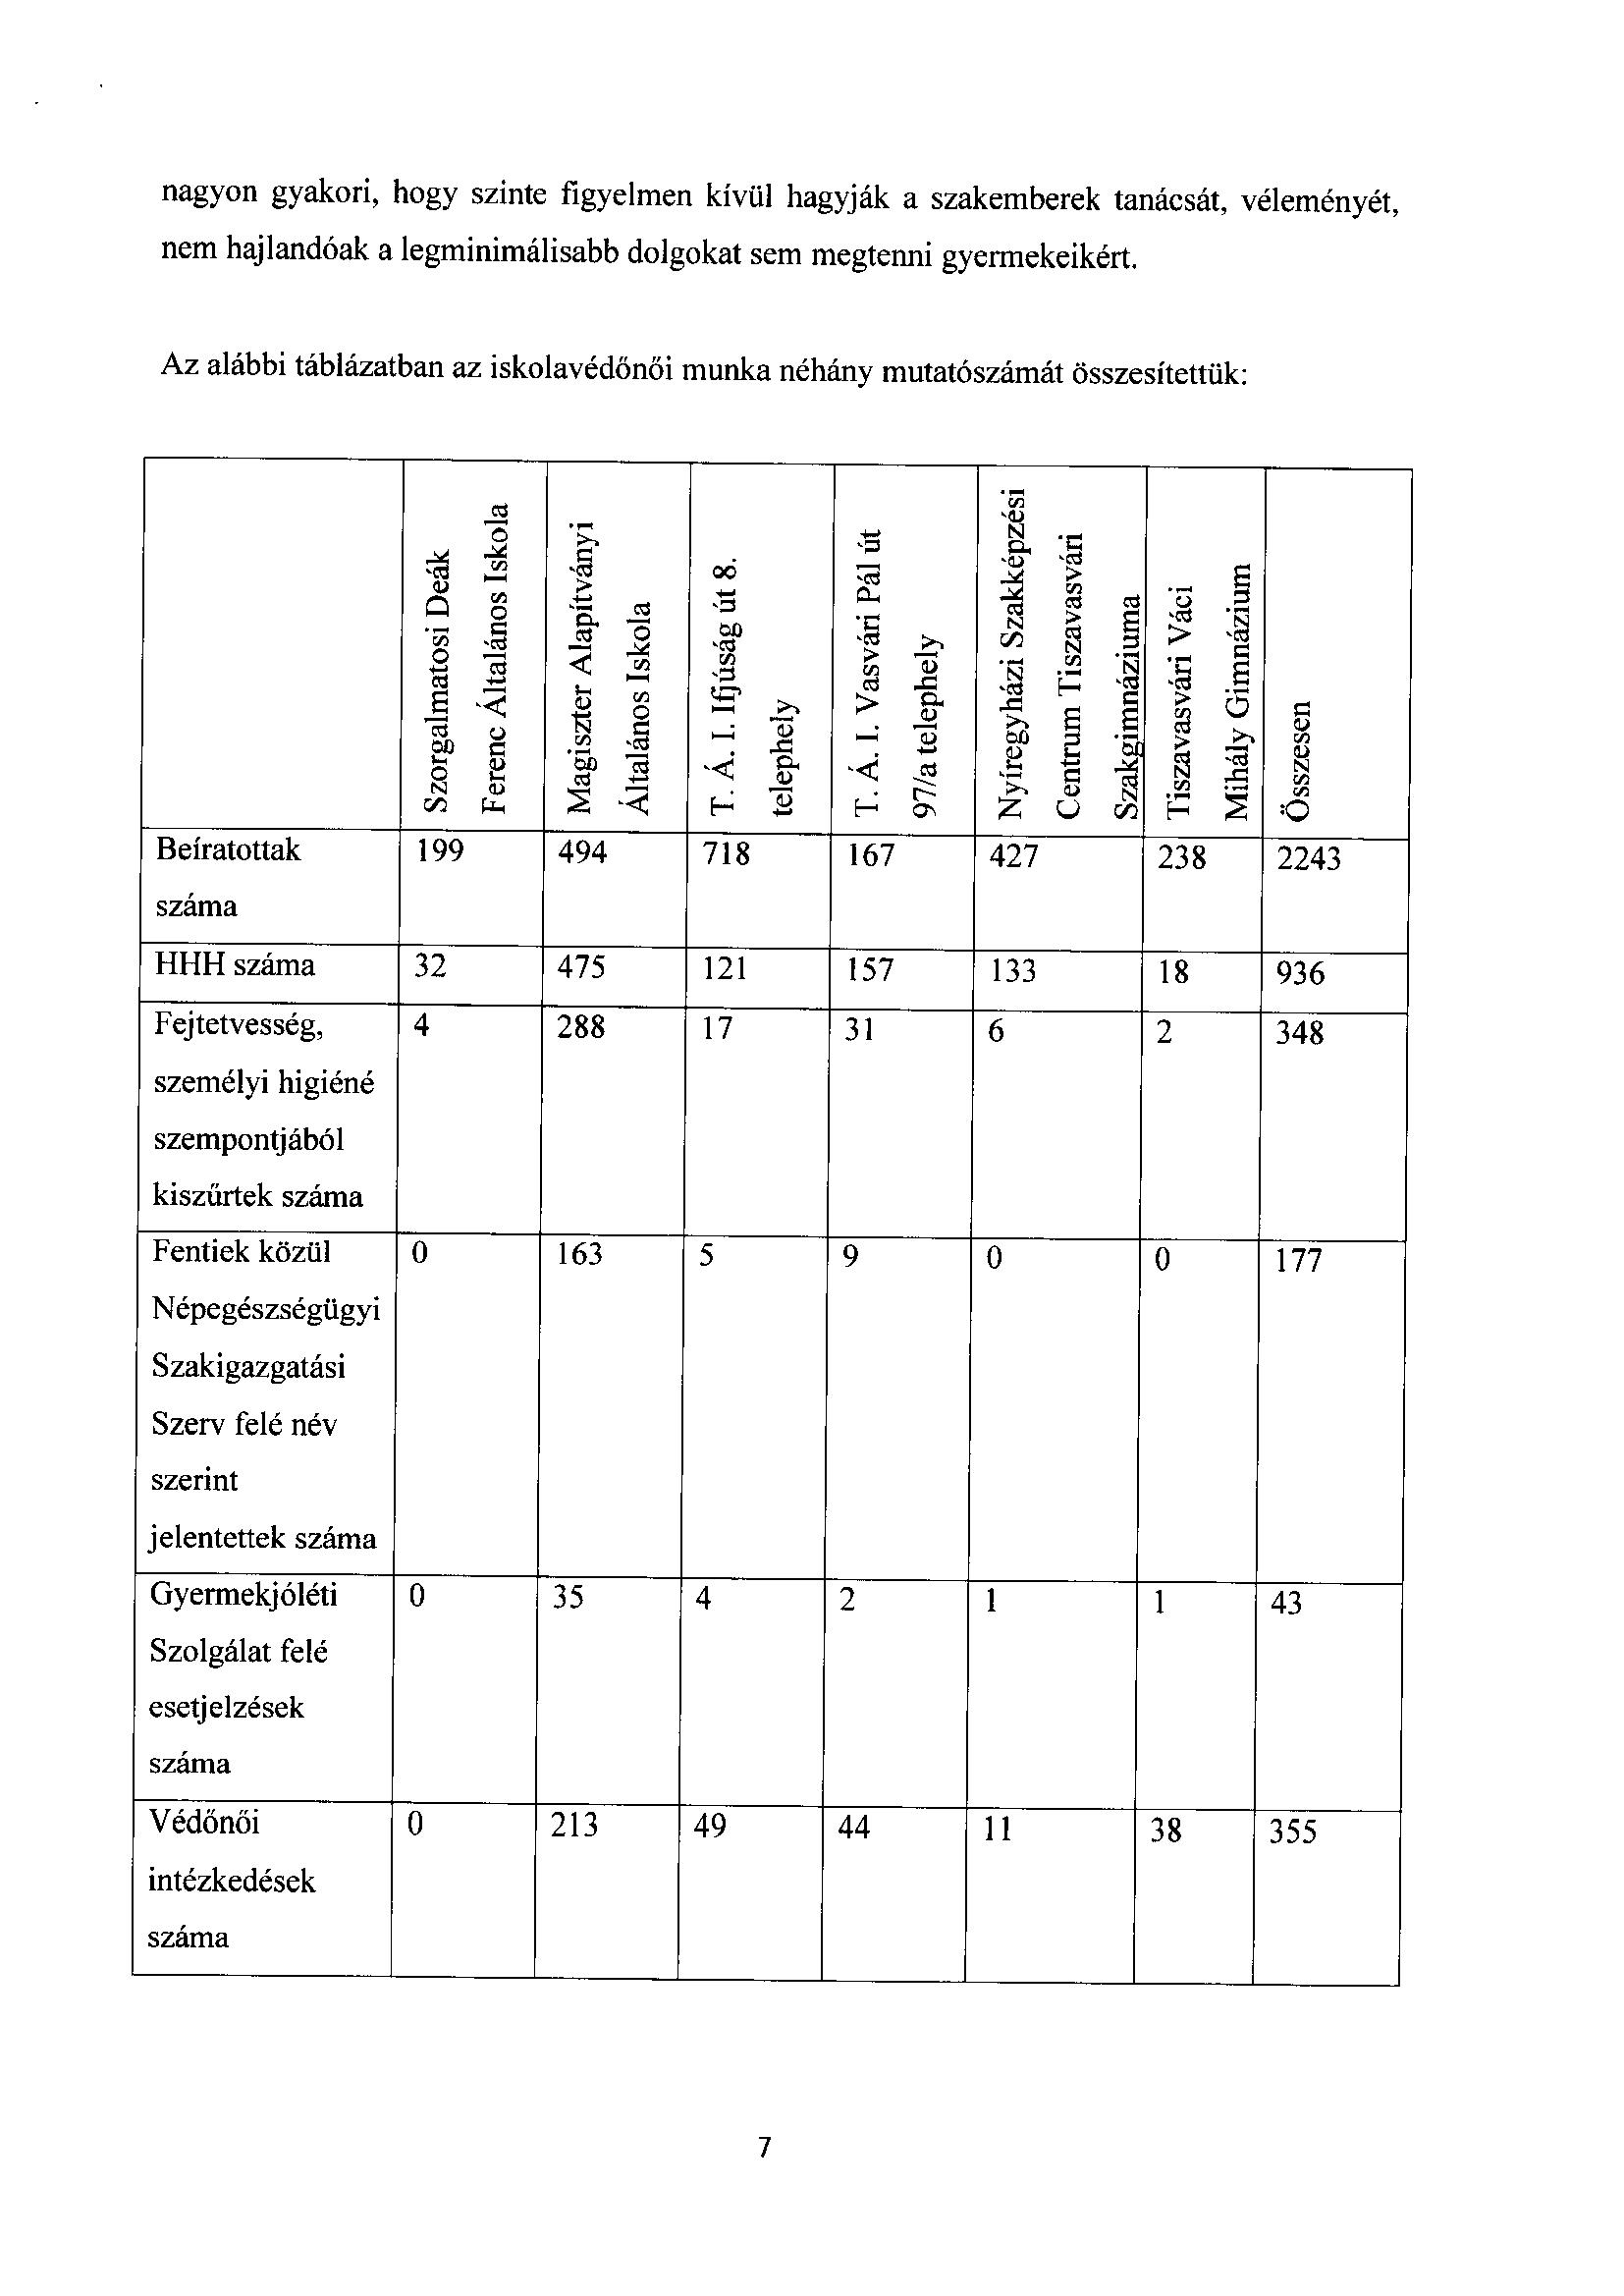 nagyon gyakori, hogy szinte figyelmen kívül hagyják a szakemberek tanácsát, véleményét,
nem hajlandóak a legminimálisabb dolgokat sem megtenni gyermekeikért.
Az alábbi táblázatban az iskolavédőnői munka néhány mutatószámát összesítettük:
Szorgalmatosi Deák
Ferenc Általános Iskola
Magiszter Alapítványi
Általános Iskola
T. Á. I. Ifjúság út 8.
telephely
T. Á. I. Vasvári Pál út
97/a telephely
Nyíregyházi Szakképzési
Centrum Tiszavasvári
Szakgimnáziuma
Tiszavasvári Váci
Mihály Gimnázium
Összesen
Beíratottak 199 494 718 167 427 238 2243
száma
HHH száma 32 475 121 157 133 18 936
Fejtetvesség, 4 288 17 31 6 2 348
személyi higiéné
szempontjából
kiszűrtek száma
Fentiek közül 0 163 5 9 0 0 177
Népegészségügyi
Szakigazgatási
Szerv felé név
szerint
jelentettek száma
Gyermekjóléti 0 35 4 2 1 1 43
Szolgálat felé
esetjelzések
száma
Védőnői 0 213 49 44 11 38 355
intézkedések
száma
7